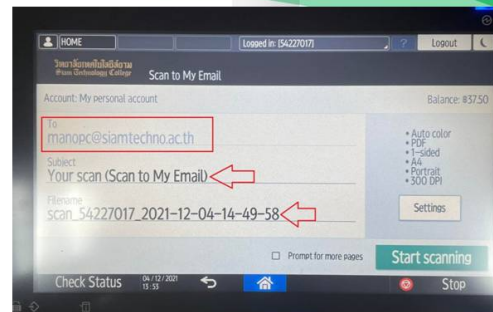 HOME
Logged in: [54227017]
?
Logout
วิทยาลัยเทคโนโลยีสยาม
Siam Technology College
Scan to My Email
Account: My personal account
Balance: ฿37.50
To
manopc@siamtechno.ac.th
Subject
Your scan (Scan to My Email)
Filename
scan_54227017_2021-12-04-14-49-58
• Auto color
• PDF
• 1-sided
• A4
• Portrait
• 300 DPI
Settings
Prompt for more pages
Start scanning
Check Status
04/12/2021
13:53
Stop